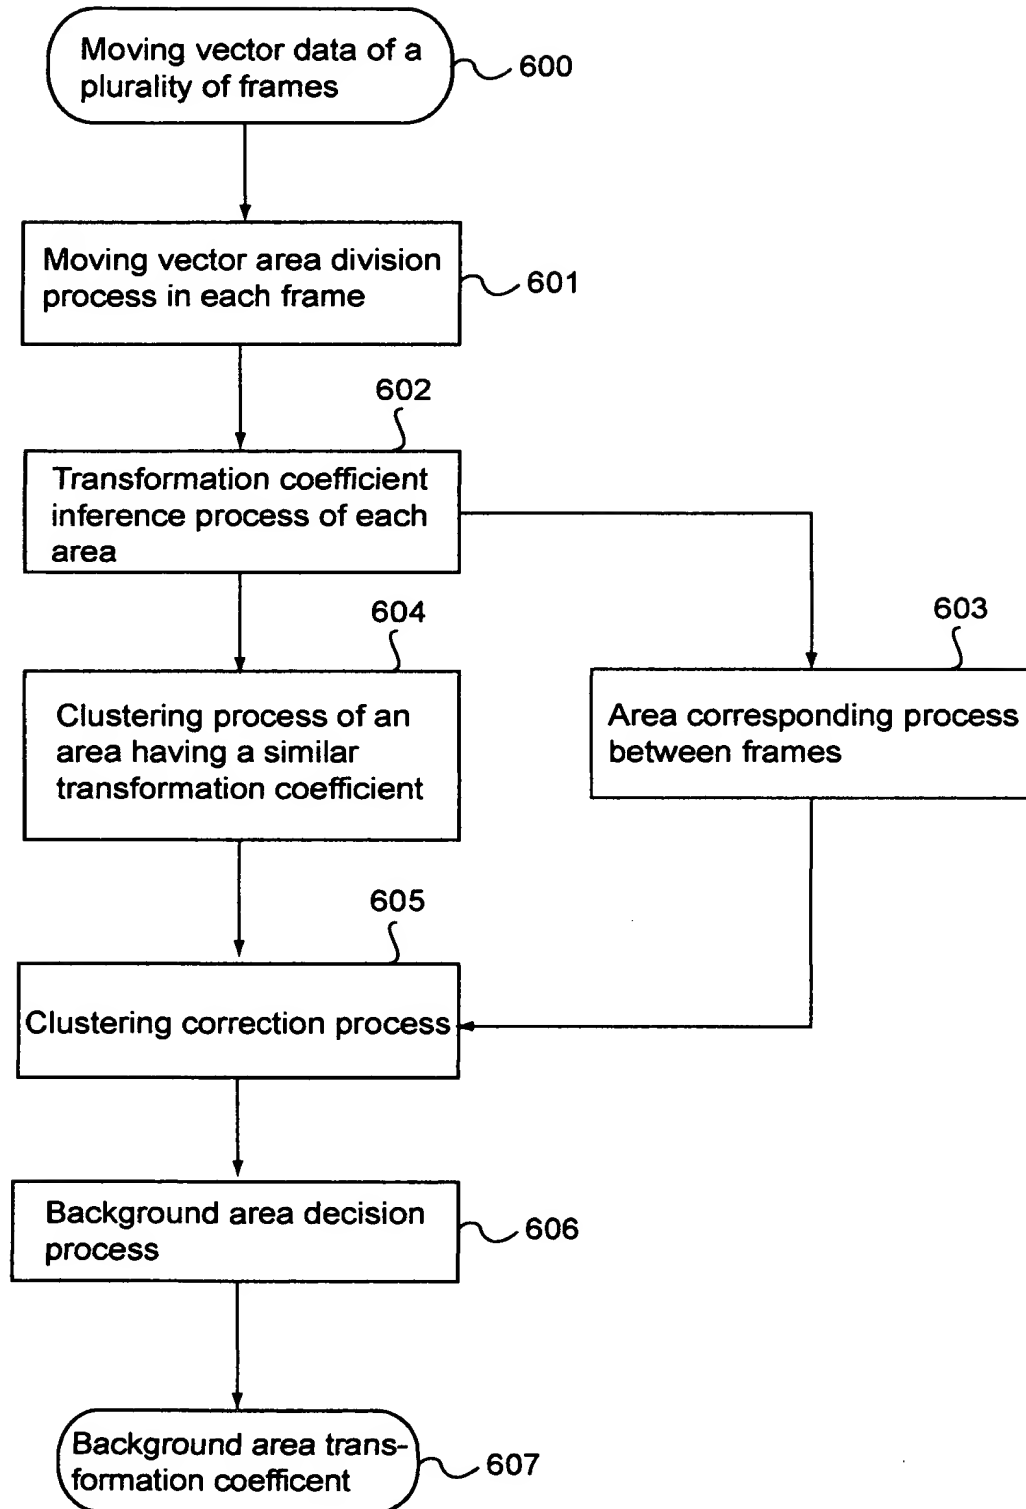 Moving vector data of a
plurality of frames
600
Moving vector area division
process in each frame
601
602
Transformation coefficient
inference process of each
area
604
Clustering process of an
area having a similar
transformation coefficient
603
Area corresponding process
between frames
605
Clustering correction process
Background area decision
process
606
Background area trans-
formation coefficent
607